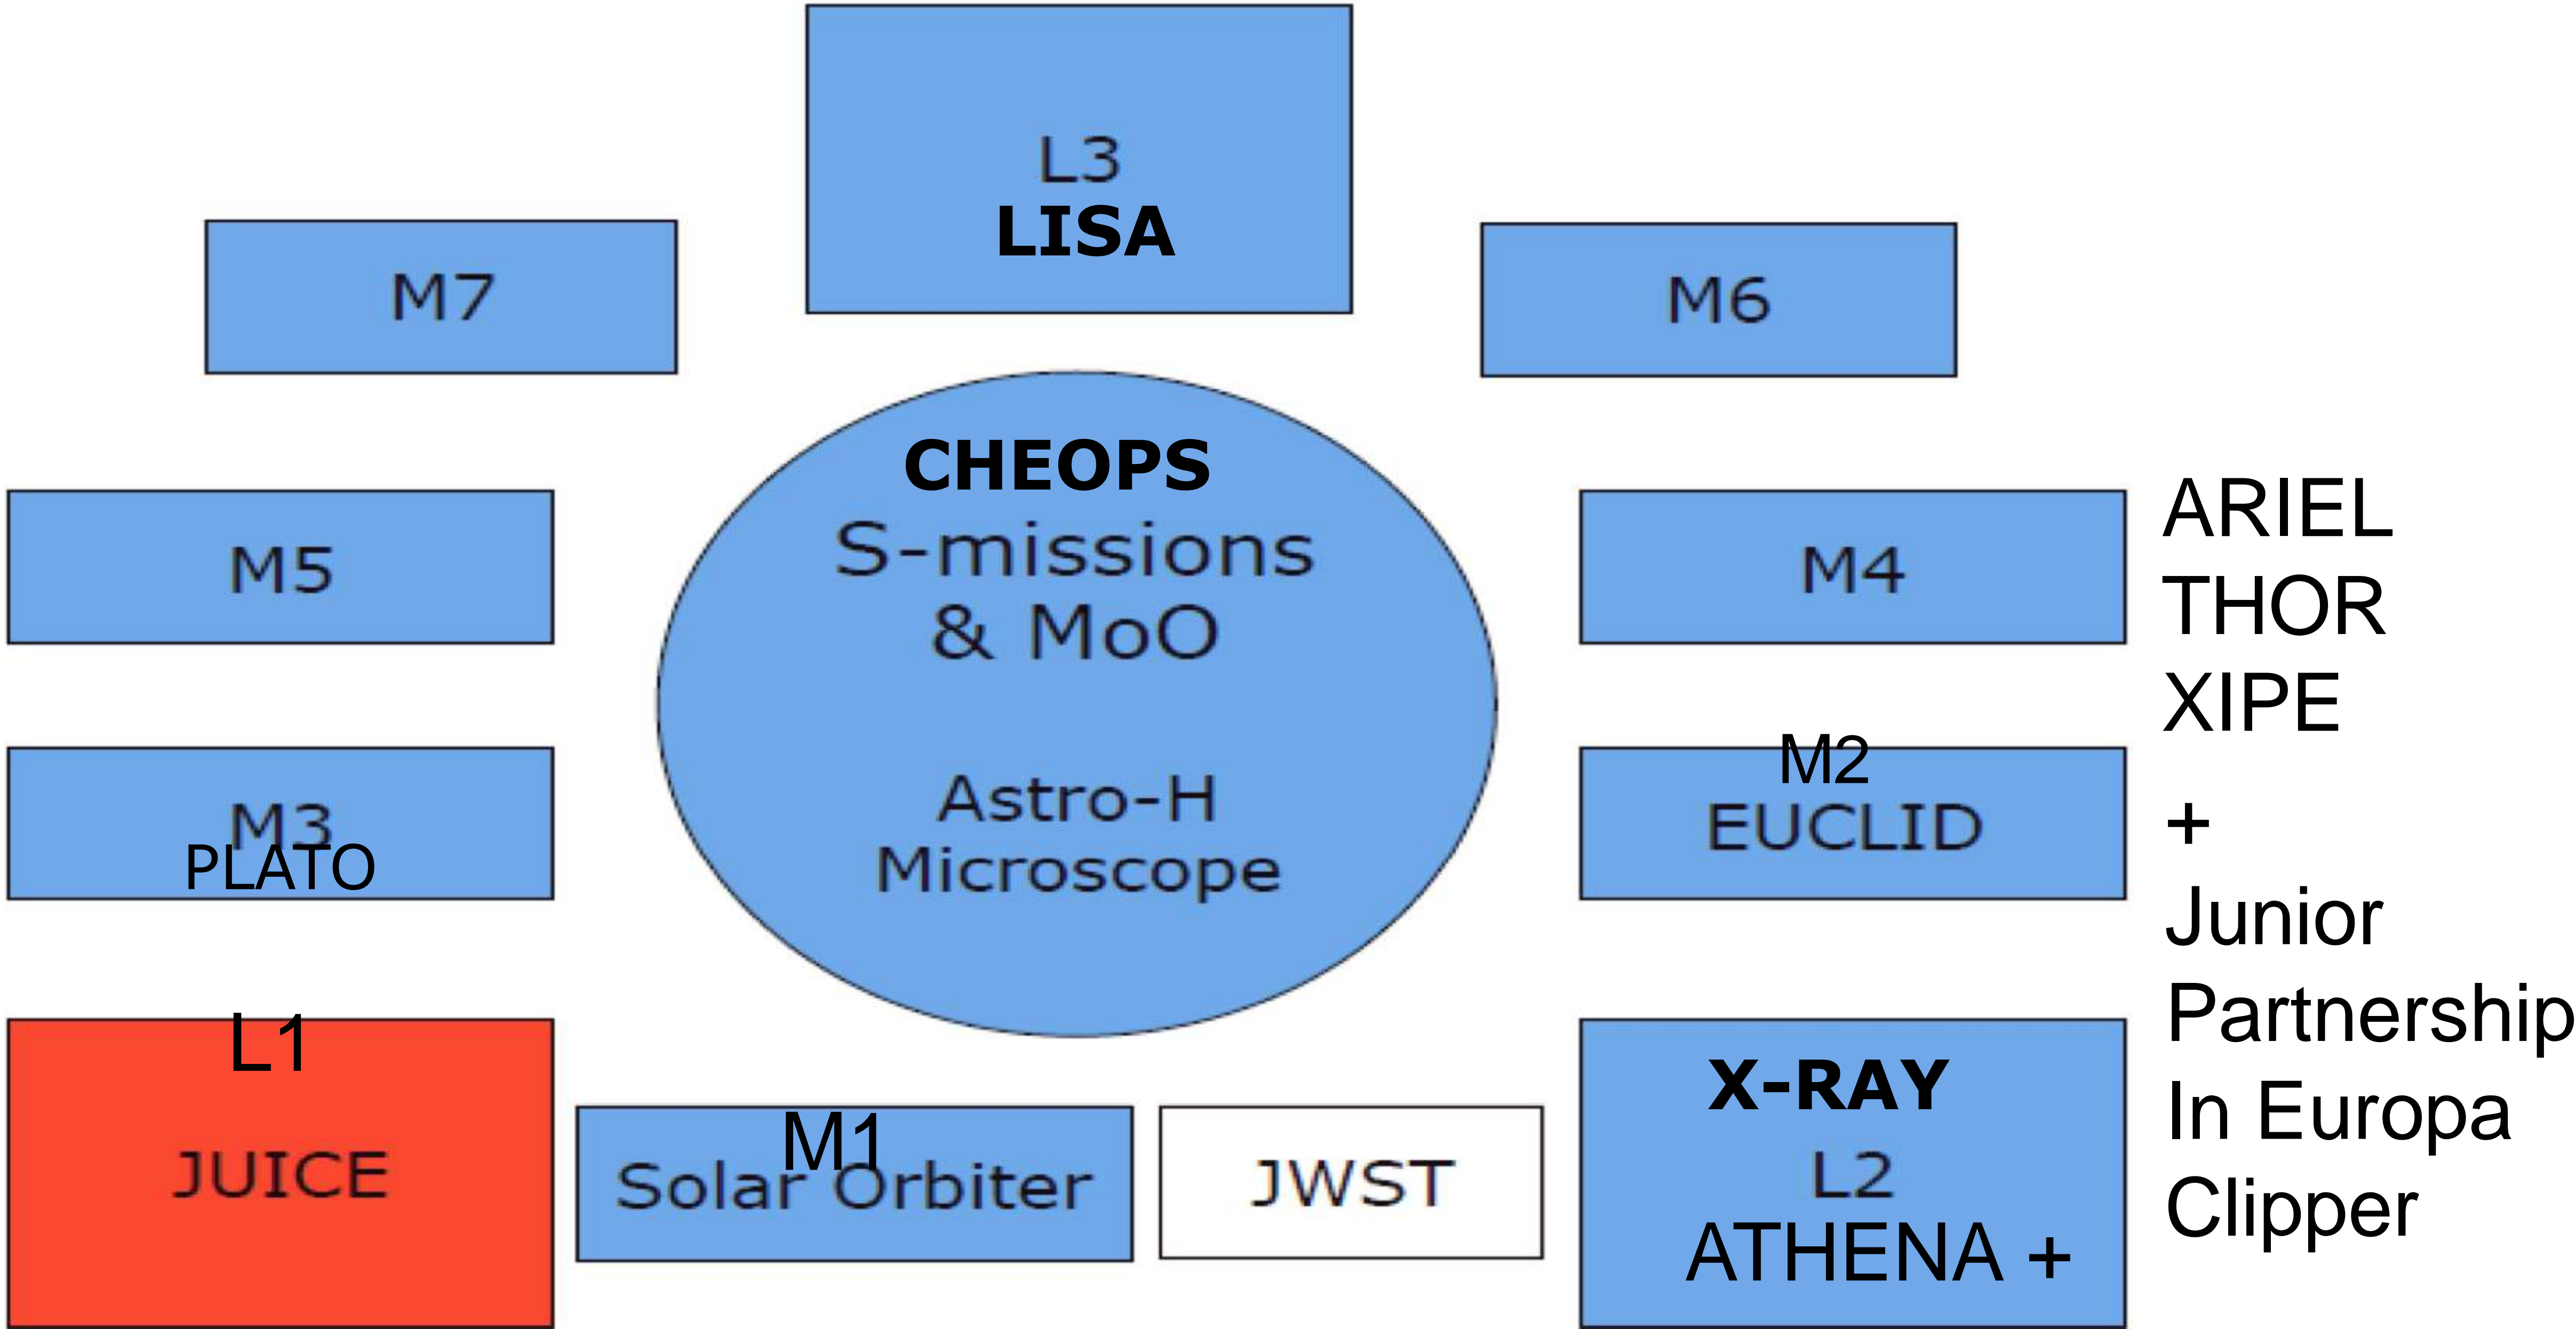 L3
LISA
M7
M6
CHEOPS
S-missions
& MoO
Astro-H
Microscope
M5
M4
ARIEL
THOR
XIPE
+
Junior
Partnership
In Europa
Clipper
M3
PLATO
M2
EUCLID
L1
JUICE
M1
Solar Orbiter
JWST
X-RAY
L2
ATHENA +